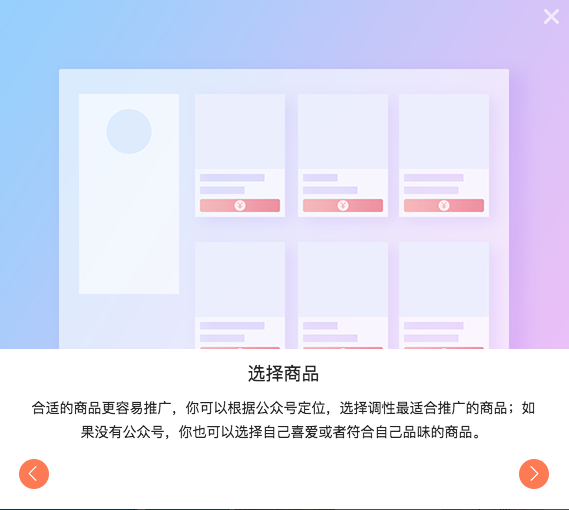 ¥
¥
¥
选择商品
合适的商品更容易推广，你可以根据公众号定位，选择调性最适合推广的商品；如
果没有公众号，你也可以选择自己喜爱或者符合自己品味的商品。